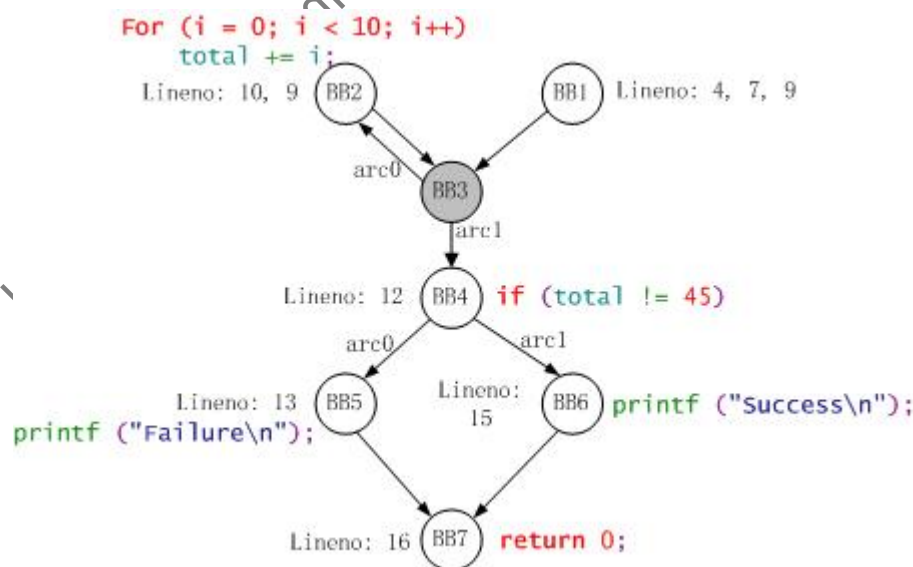 For (i = 0; i < 10; i++)
total += i;
Lineno: 10, 9
BB2
BB1
Lineno: 4, 7, 9
arc0
BB3
arc1
Lineno: 12
BB4
if (total != 45)
arc0
arc1
Lineno: 13
BB5
Lineno:
15
BB6
printf ("Success\n");
printf ("Failure\n");
Lineno: 16
BB7
return 0;